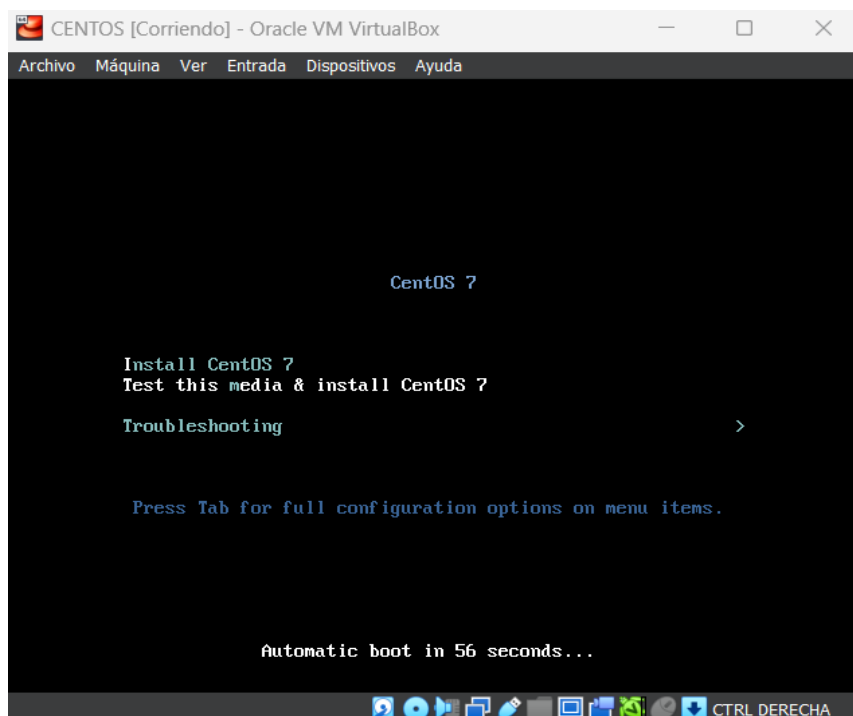 CENTOS [Corriendo] - Oracle VM VirtualBox
Archivo Máquina Ver Entrada Dispositivos Ayuda
CentOS 7
Install CentOS 7
Test this media & install CentOS 7
Troubleshooting >
Press Tab for full configuration options on menu items.
Automatic boot in 56 seconds...
CTRL DERECHA